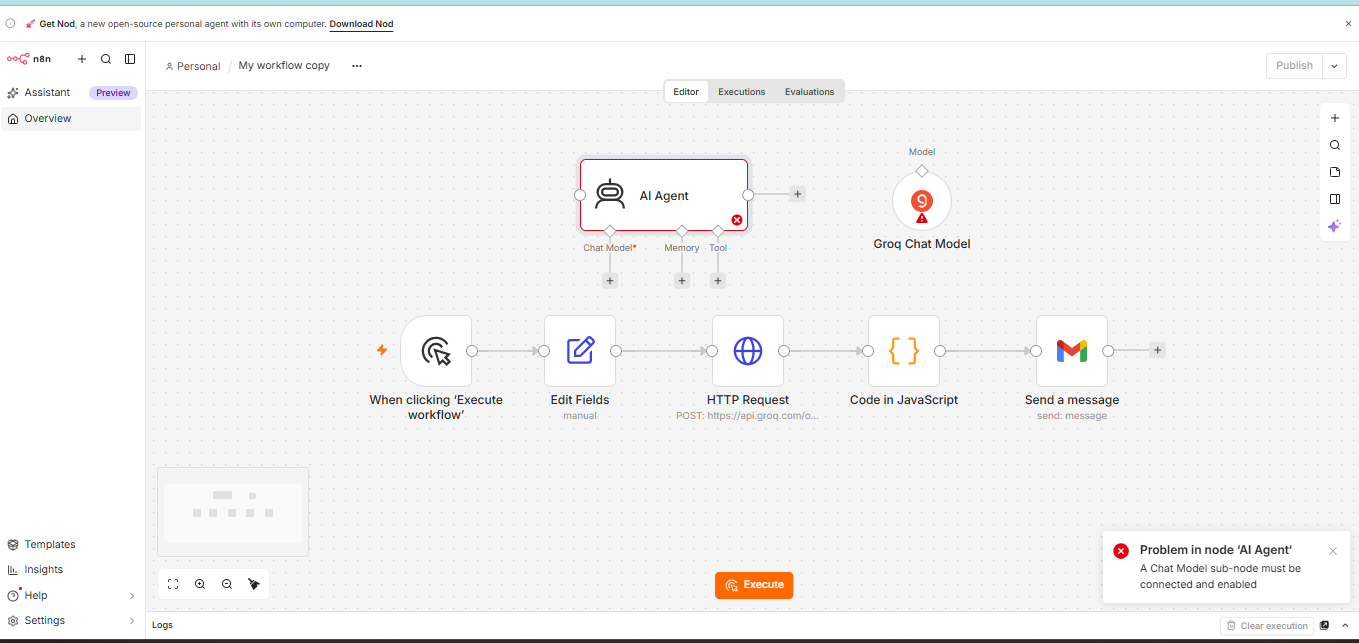 🚀 Get Nod, a new open-source personal agent with its own computer. Download Nod
n8n
Personal / My workflow copy
Publish
Assistant Preview
Overview
Editor Executions Evaluations
Model
AI Agent
Chat Model* Memory Tool
Groq Chat Model
When clicking ‘Execute workflow’
Edit Fields
manual
HTTP Request
POST: https://api.groq.com/o...
Code in JavaScript
Send a message
send: message
Templates
Insights
Help
Settings
Execute
Problem in node ‘AI Agent’
A Chat Model sub-node must be
connected and enabled
Logs
Clear execution